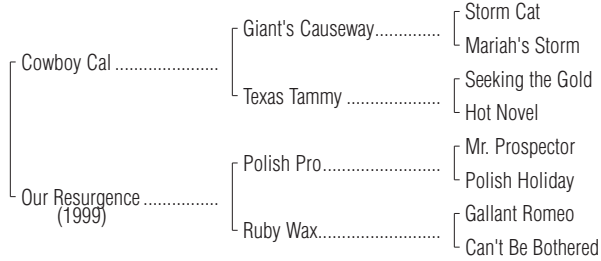 Storm Cat
Giant's Causeway..............
Mariah's Storm
Cowboy Cal ......................
Seeking the Gold
Texas Tammy ....................
Hot Novel
Mr. Prospector
Polish Pro.........................
Polish Holiday
Our Resurgence ................
(1999)
Gallant Romeo
Ruby Wax..........................
Can't Be Bothered